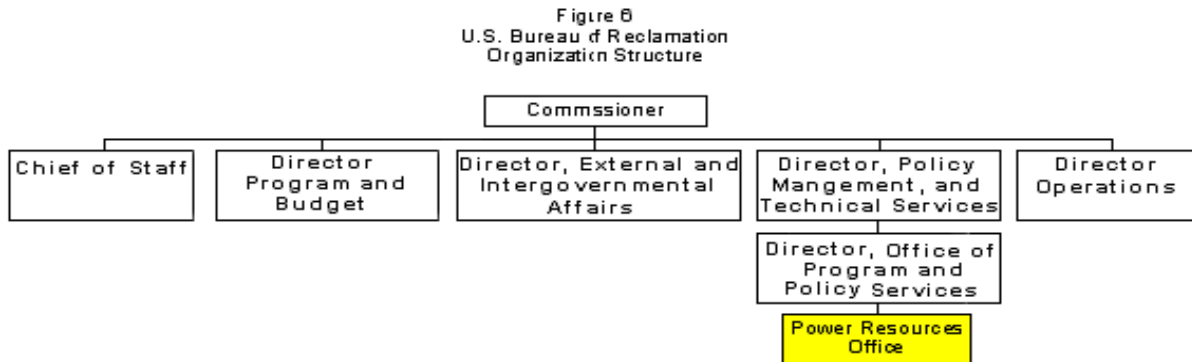 Figure 6
U.S. Bureau of Reclamation
Organization Structure
Commssioner
Chief of Staff
Director
Program and
Budget
Director, External and
Intergovernmental
Affairs
Director, Policy
Mangement, and
Technical Services
Director
Operations
Director, Office of
Program and
Policy Services
Power Resources
Office